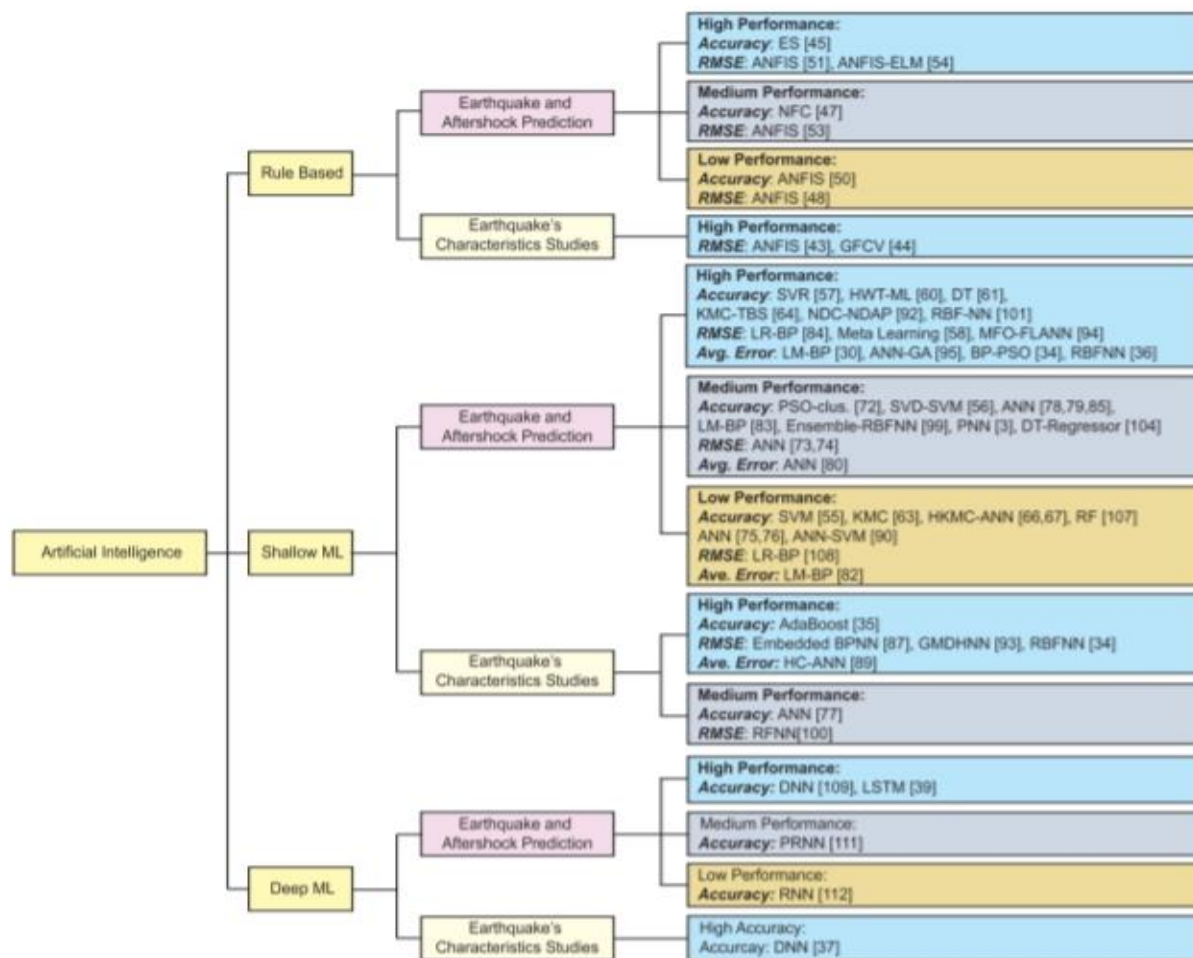 Artificial Intelligence
Rule Based
Earthquake and
Aftershock Prediction
High Performance:
Accuracy: ES [45]
RMSE: ANFIS [51], ANFIS-ELM [54]
Medium Performance:
Accuracy: NFC [47]
RMSE: ANFIS [53]
Low Performance:
Accuracy: ANFIS [50]
RMSE: ANFIS [48]
Earthquake's
Characteristics Studies
High Performance:
RMSE: ANFIS [43], GFCV [44]
Shallow ML
Earthquake and
Aftershock Prediction
High Performance:
Accuracy: SVR [57], HWT-ML [60], DT [61],
KMC-TBS [64], NDC-NDAP [92], RBF-NN [101]
RMSE: LR-BP [84], Meta Learning [58], MFO-FLANN [94]
Avg. Error: LM-BP [30], ANN-GA [95], BP-PSO [34], RBFNN [36]
Medium Performance:
Accuracy: PSO-clus. [72], SVD-SVM [56], ANN [78,79,85],
LM-BP [83], Ensemble-RBFNN [99], PNN [3], DT-Regressor [104]
RMSE: ANN [73,74]
Avg. Error: ANN [80]
Low Performance:
Accuracy: SVM [55], KMC [63], HKMC-ANN [66,67], RF [107]
ANN [75,76], ANN-SVM [90]
RMSE: LR-BP [108]
Ave. Error: LM-BP [82]
Earthquake's
Characteristics Studies
High Performance:
Accuracy: AdaBoost [35]
RMSE: Embedded BPNN [87], GMDHNN [93], RBFNN [34]
Ave. Error: HC-ANN [89]
Medium Performance:
Accuracy: ANN [77]
RMSE: RFNN[100]
Deep ML
Earthquake and
Aftershock Prediction
High Performance:
Accuracy: DNN [109], LSTM [39]
Medium Performance:
Accuracy: PRNN [111]
Low Performance:
Accuracy: RNN [112]
Earthquake's
Characteristics Studies
High Accuracy:
Accurcay: DNN [37]